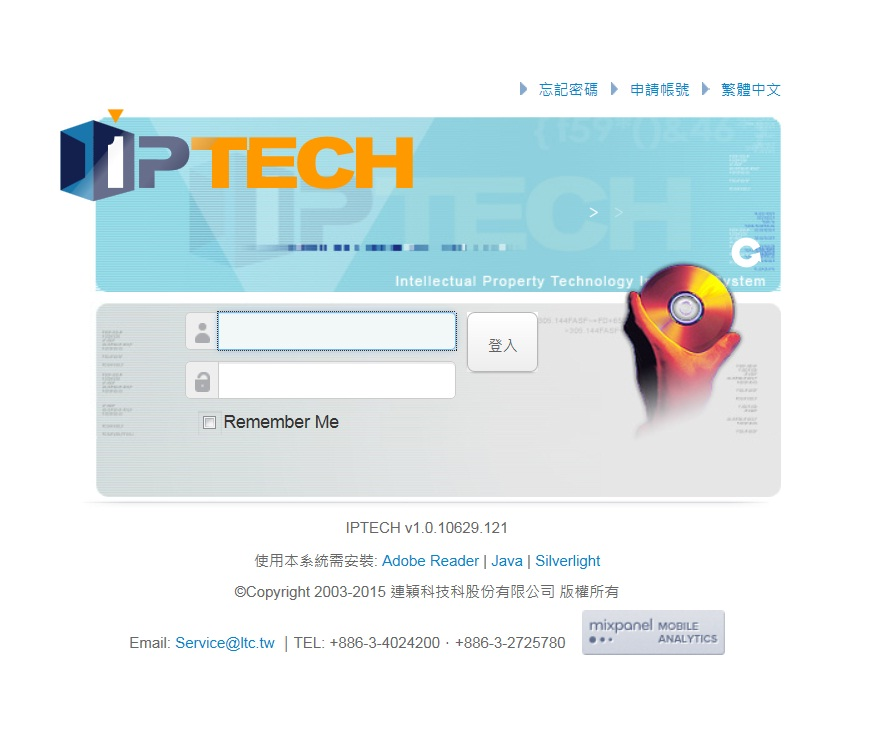 忘記密碼 申請帳號 繁體中文
IPTECH
IPTECH
Intellectual Property Technology
登入
Remember Me
IPTECH v1.0.10629.121
使用本系統需安裝: Adobe Reader | Java | Silverlight
©Copyright 2003-2015 連穎科技科股份有限公司 版權所有
Email: Service@ltc.tw ｜TEL: +886-3-4024200 · +886-3-2725780
mixpanel MOBILE ANALYTICS